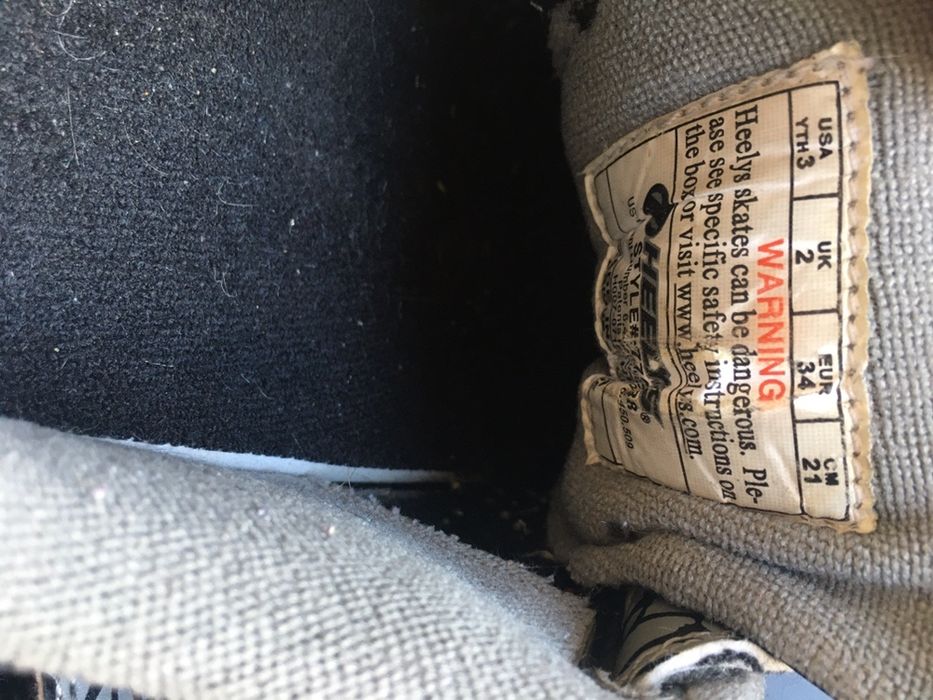 USA UK EUR CM
YTH3 2 34 21
WARNING
Heelys skates can be dangerous. Ple-
ase see specific safety instructions on
the box or visit www.heelys.com.
HEELYS®
STYLE#